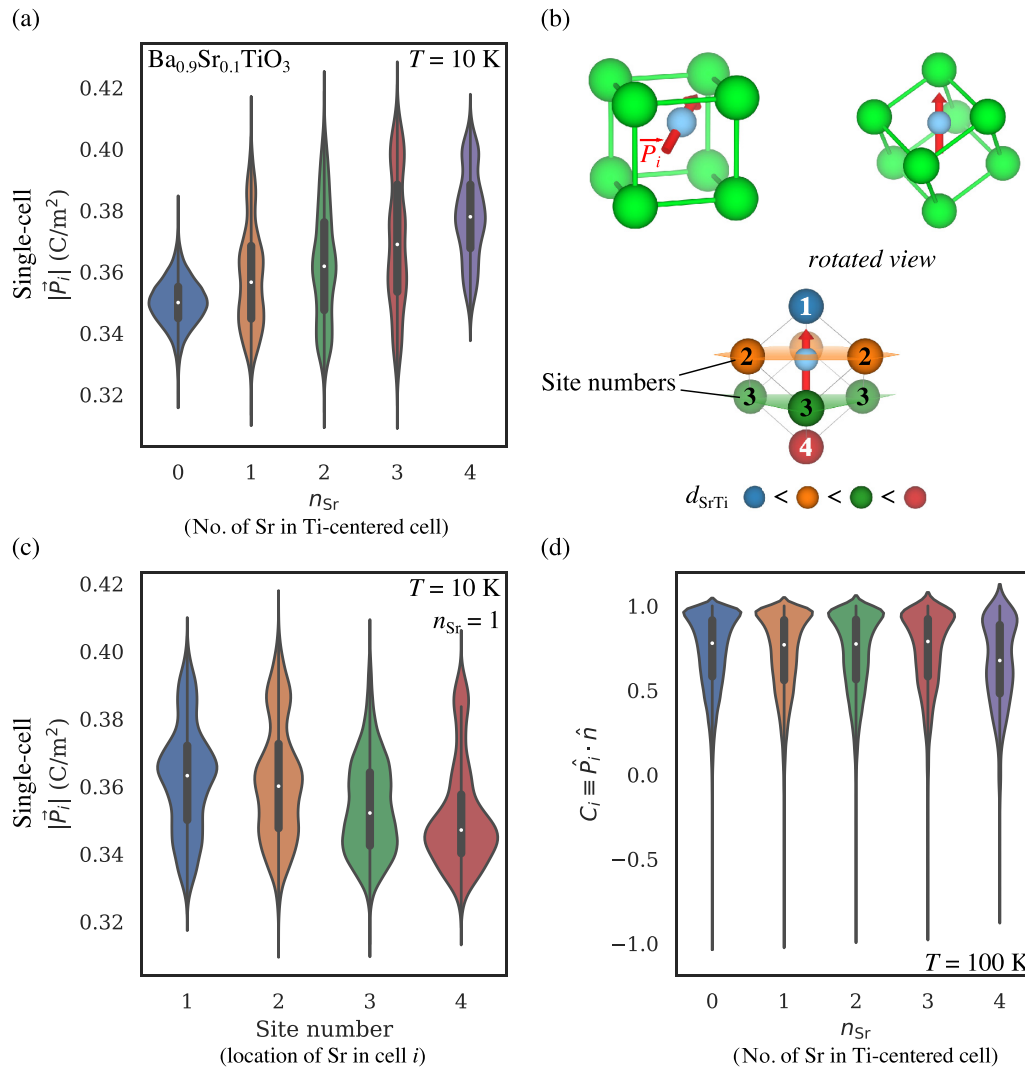 (a)
Ba0.9Sr0.1TiO3
T = 10 K
Single-cell
|P⃗i| (C/m²)
0.42
0.40
0.38
0.36
0.34
0.32
0 1 2 3 4
nSr
(No. of Sr in Ti-centered cell)
(b)
P⃗i
rotated view
1
2 2
3 3 3
4
Site numbers
dSrTi < < <
(c)
T = 10 K
nSr = 1
Single-cell
|P⃗i| (C/m²)
0.42
0.40
0.38
0.36
0.34
0.32
1 2 3 4
Site number
(location of Sr in cell i)
(d)
Ci ≡ P̂i · n̂
1.0
0.5
0.0
−0.5
−1.0
T = 100 K
0 1 2 3 4
nSr
(No. of Sr in Ti-centered cell)